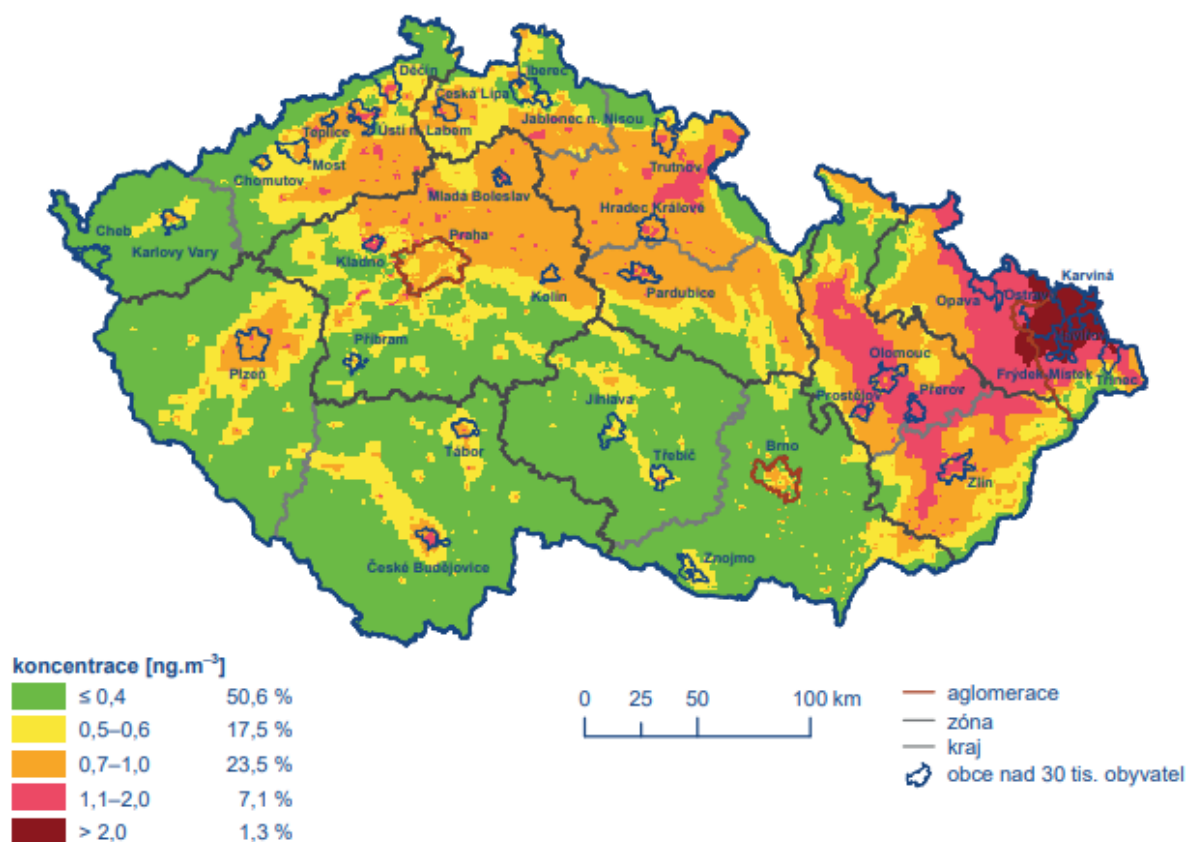 Děčín
Iberec
Česká Lípa
Jablonec n. Nisou
Ústí n. Labem
Teplice
Most
Chomutov
Trutnov
Mladá Boleslav
Hradec Králové
Cheb
Karlovy Vary
Praha
Kladno
Kolín
Pardubice
Karviná
Opava
Ostrava
Havířov
Frýdek-Místek
Třinec
Olomouc
Příbram
Plzeň
Prostějov
Přerov
Jihlava
Tábor
Třebíč
Brno
Zlín
České Budějovice
Znojmo
koncentrace [ng.m⁻³]
≤ 0,4 50,6 %
0,5–0,6 17,5 %
0,7–1,0 23,5 %
1,1–2,0 7,1 %
> 2,0 1,3 %
0 25 50 100 km
aglomerace
zóna
kraj
obce nad 30 tis. obyvatel